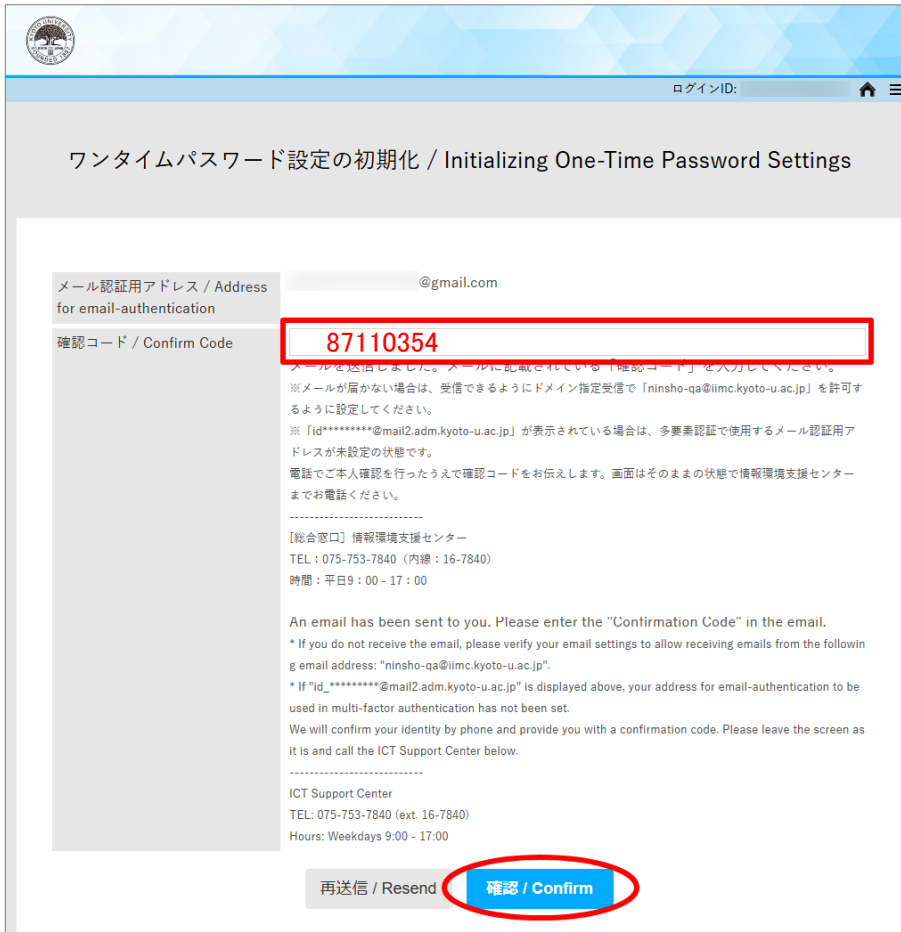 KYOTO UNIVERSITY
ログインID:
ワンタイムパスワード設定の初期化 / Initializing One-Time Password Settings
メール認証用アドレス / Address
for email-authentication
@gmail.com
確認コード / Confirm Code
87110354
メールを送信しました。メールに記載されている「確認コード」を入力してください。
※メールが届かない場合は、受信できるようにドメイン指定受信で「ninsho-qa@iimc.kyoto-u.ac.jp」を許可す
るように設定してください。
※「id*********@mail2.adm.kyoto-u.ac.jp」が表示されている場合は、多要素認証で使用するメール認証用ア
ドレスが未設定の状態です。
電話でご本人確認を行ったうえで確認コードをお伝えします。画面はそのままの状態で情報環境支援センター
までお電話ください。
---------------------------
[総合窓口] 情報環境支援センター
TEL：075-753-7840（内線：16-7840）
時間：平日9：00 - 17：00
An email has been sent to you. Please enter the "Confirmation Code" in the email.
* If you do not receive the email, please verify your email settings to allow receiving emails from the followin
g email address: "ninsho-qa@iimc.kyoto-u.ac.jp".
* If "id_*********@mail2.adm.kyoto-u.ac.jp" is displayed above, your address for email-authentication to be
used in multi-factor authentication has not been set.
We will confirm your identity by phone and provide you with a confirmation code. Please leave the screen as
it is and call the ICT Support Center below.
---------------------------
ICT Support Center
TEL: 075-753-7840 (ext. 16-7840)
Hours: Weekdays 9:00 - 17:00
再送信 / Resend
確認 / Confirm